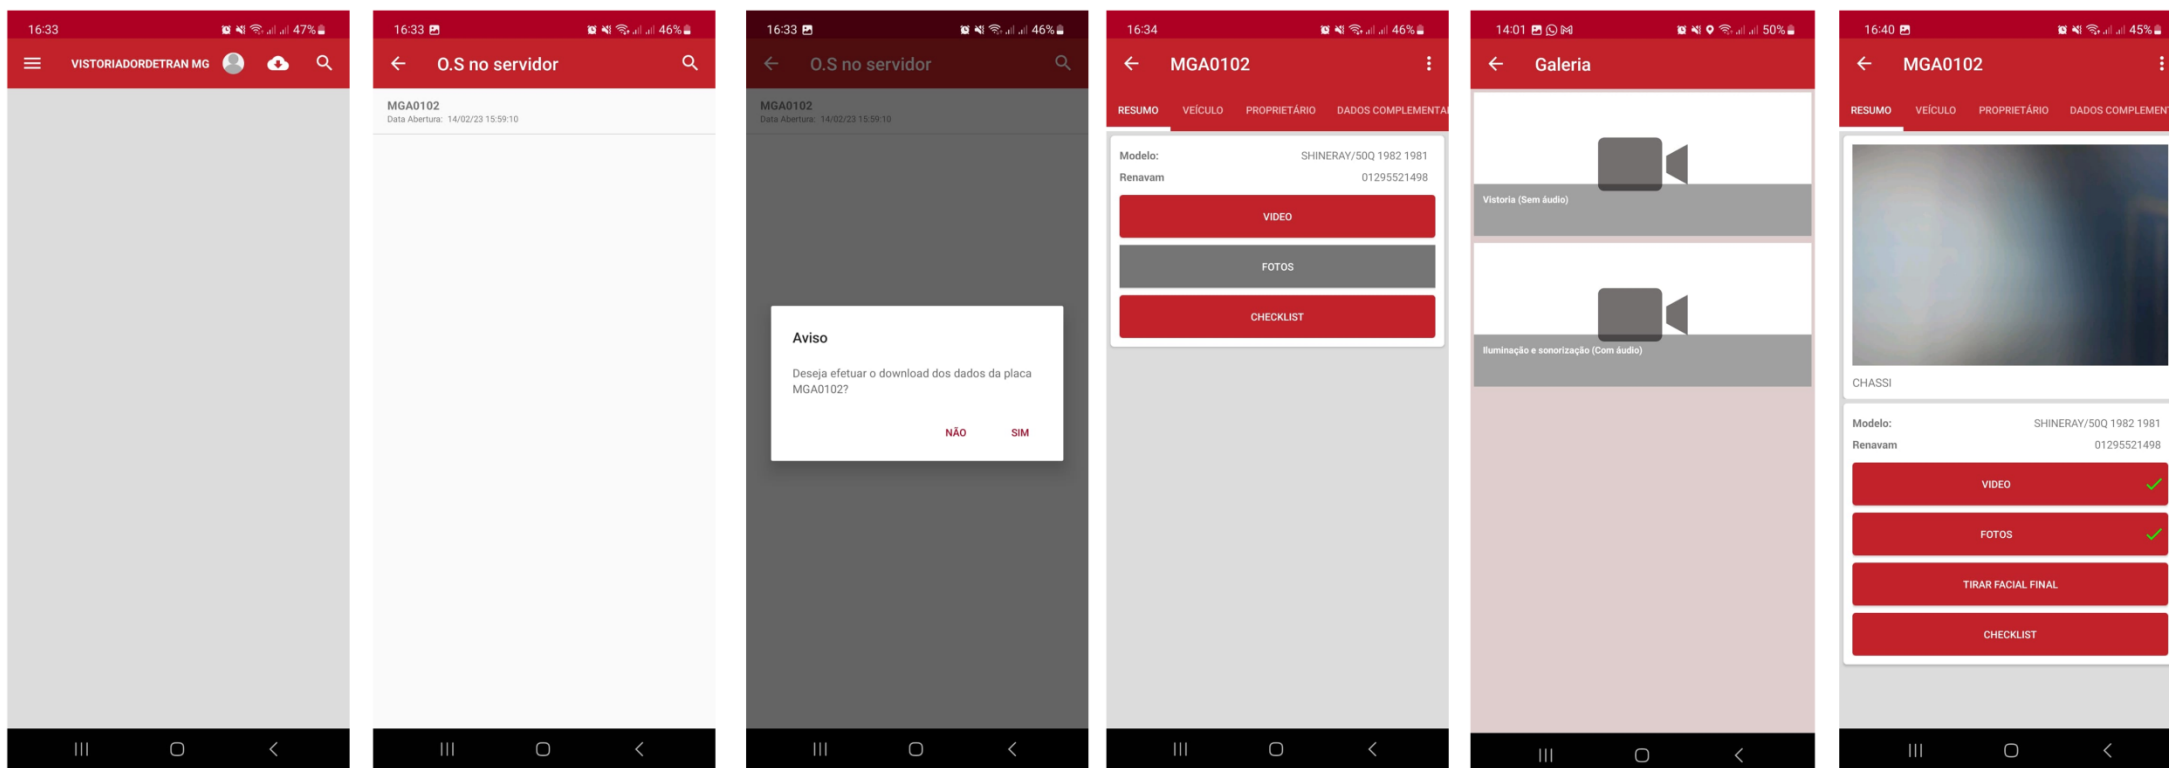 16:33 47%
VISTORIADORDETRAN MG
16:33 46%
O.S no servidor
MGA0102
Data Abertura: 14/02/23 15:59:10
16:33 46%
O.S no servidor
MGA0102
Data Abertura: 14/02/23 15:59:10
Aviso
Deseja efetuar o download dos dados da placa
MGA0102?
NÃO SIM
16:34 46%
MGA0102
RESUMO VEÍCULO PROPRIETÁRIO DADOS COMPLEMENTA
Modelo: SHINERAY/50Q 1982 1981
Renavam 01295521498
VIDEO
FOTOS
CHECKLIST
14:01 50%
Galeria
Vistoria (Sem áudio)
Iluminação e sonorização (Com áudio)
16:40 45%
MGA0102
RESUMO VEÍCULO PROPRIETÁRIO DADOS COMPLEMEN
CHASSI
Modelo: SHINERAY/50Q 1982 1981
Renavam 01295521498
VIDEO
FOTOS
TIRAR FACIAL FINAL
CHECKLIST